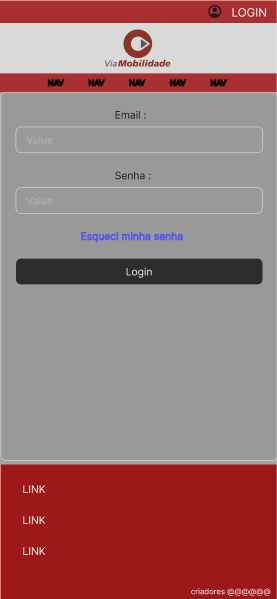 LOGIN
ViaMobilidade
NAV NAV NAV NAV NAV
Email :
Value
Senha :
Value
Esqueci minha senha
Login
LINK
LINK
LINK
criadores @@@@@@